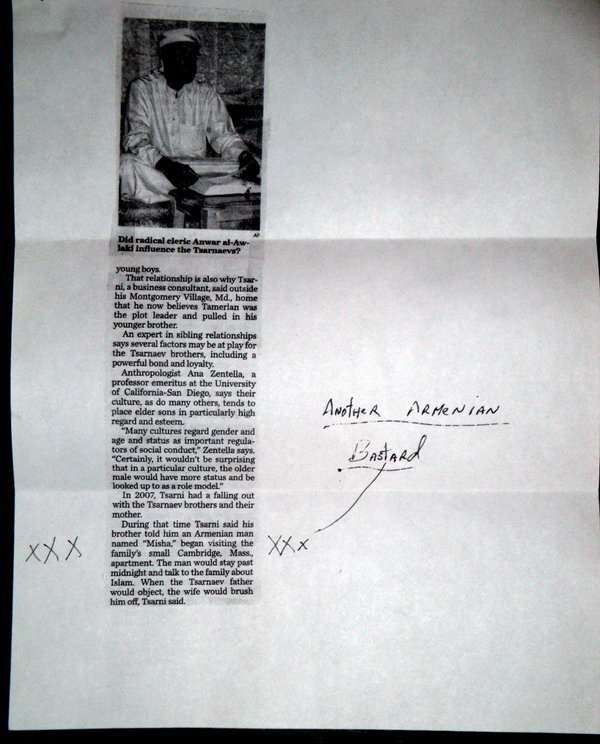 AP
Did radical cleric Anwar al-Aw-
laki influence the Tsarnaevs?
young boys.
That relationship is also why Tsar-
ni, a business consultant, said outside
his Montgomery Village, Md., home
that he now believes Tamerlan was
the plot leader and pulled in his
younger brother.
An expert in sibling relationships
says several factors may be at play for
the Tsarnaev brothers, including a
powerful bond and loyalty.
Anthropologist Ana Zentella, a
professor emeritus at the University
of California-San Diego, says their
culture, as do many others, tends to
place elder sons in particularly high
regard and esteem.
"Many cultures regard gender and
age and status as important regula-
tors of social conduct," Zentella says.
"Certainly, it wouldn't be surprising
that in a particular culture, the older
male would have more status and be
looked up to as a role model."
In 2007, Tsarni had a falling out
with the Tsarnaev brothers and their
mother.
During that time Tsarni said his
brother told him an Armenian man
named "Misha," began visiting the
family's small Cambridge, Mass.,
apartment. The man would stay past
midnight and talk to the family about
Islam. When the Tsarnaev father
would object, the wife would brush
him off, Tsarni said.
ANOTHER ARMENIAN
BASTARD
XXX
XXX